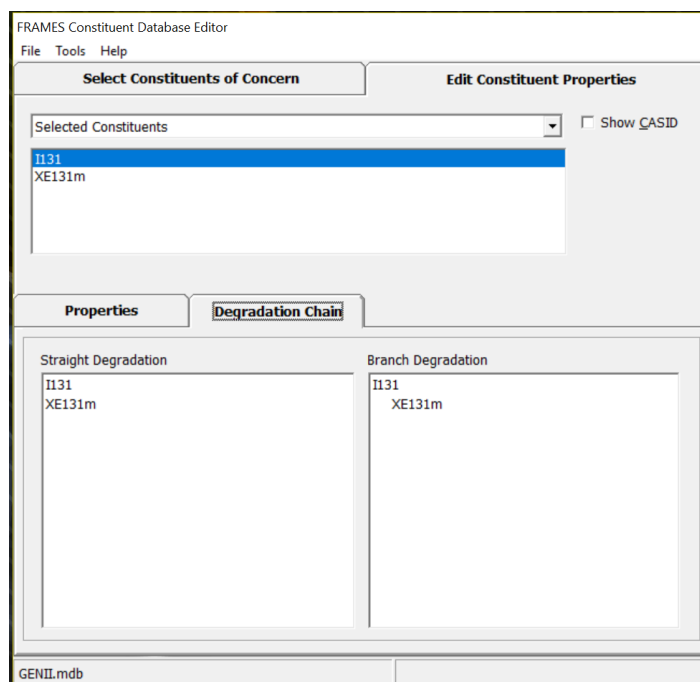 FRAMES Constituent Database Editor
File Tools Help
Select Constituents of Concern Edit Constituent Properties
Selected Constituents Show CASID
I131
XE131m
Properties Degradation Chain
Straight Degradation Branch Degradation
I131 I131
XE131m XE131m
GENII.mdb